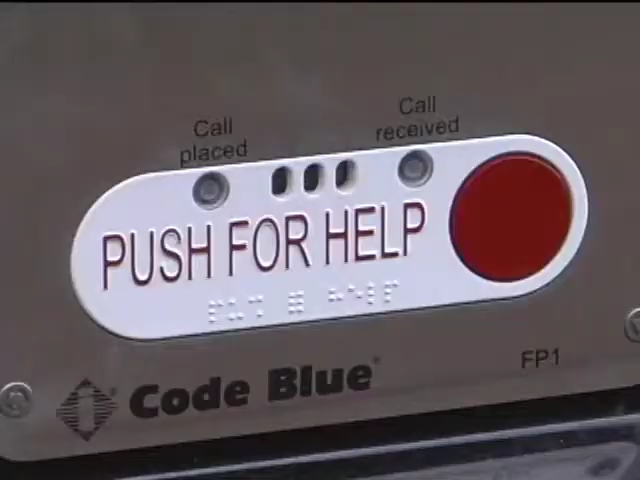 Call
placed
Call
received
PUSH FOR HELP
Code Blue
FP1